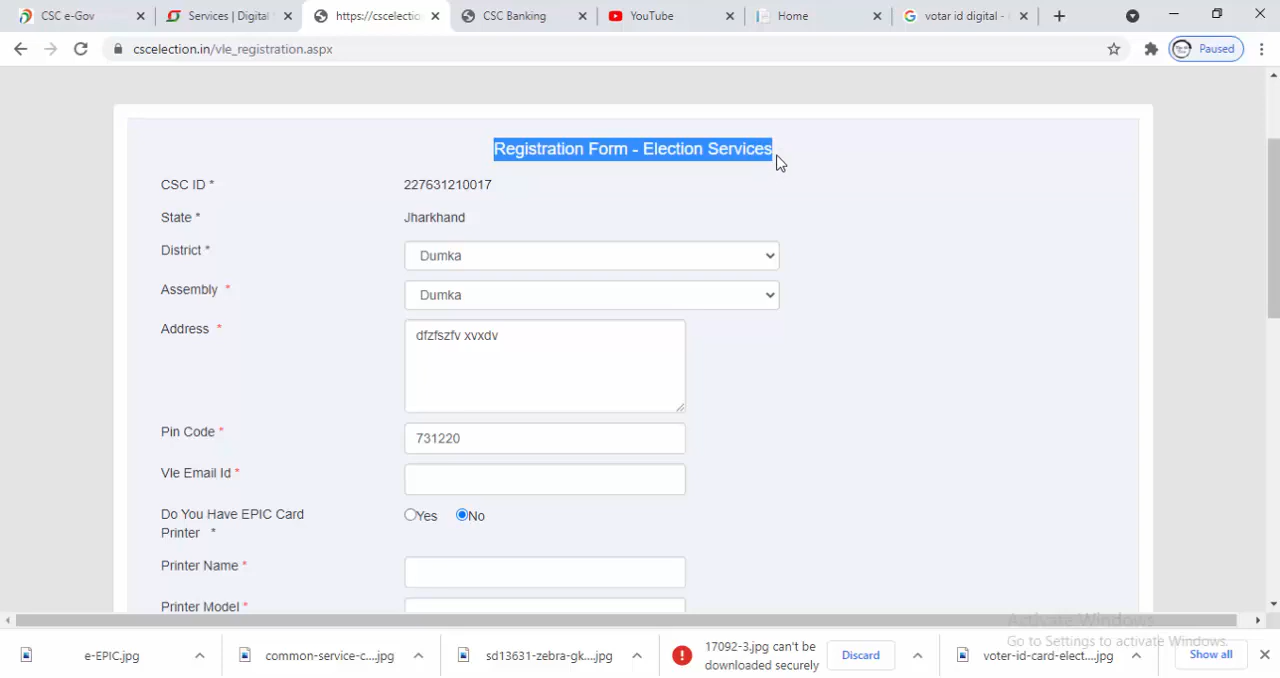 CSC e-Gov
Services | Digital
https://cscelectio
CSC Banking
YouTube
Home
votar id digital -
cscelection.in/vle_registration.aspx
Paused
Registration Form - Election Services
CSC ID * 227631210017
State * Jharkhand
District * Dumka
Assembly * Dumka
Address * dfzfszfv xvxdv
Pin Code * 731220
Vle Email Id *
Do You Have EPIC Card
Printer *
Yes No
Printer Name *
Printer Model *
Activate Windows
Go to Settings to activate Windows.
e-EPIC.jpg
common-service-c....jpg
sd13631-zebra-gk....jpg
17092-3.jpg can't be
downloaded securely
Discard
voter-id-card-elect....jpg
Show all